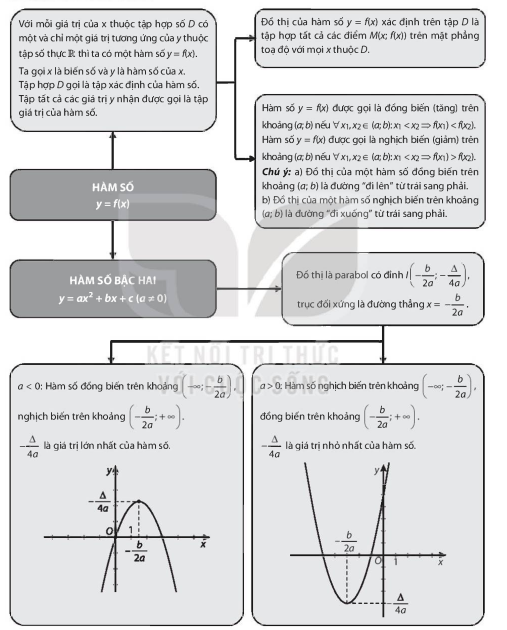 Với mỗi giá trị của x thuộc tập hợp số D có
một và chỉ một giá trị tương ứng của y thuộc
tập số thực ℝ thì ta có một hàm số y = f(x).
Ta gọi x là biến số và y là hàm số của x.
Tập hợp D gọi là tập xác định của hàm số.
Tập tất cả các giá trị y nhận được gọi là tập
giá trị của hàm số.
Đồ thị của hàm số y = f(x) xác định trên tập D là
tập hợp tất cả các điểm M(x; f(x)) trên mặt phẳng
toạ độ với mọi x thuộc D.
Hàm số y = f(x) được gọi là đồng biến (tăng) trên
khoảng (a; b) nếu ∀ x₁, x₂ ∈ (a; b): x₁ < x₂ ⇒ f(x₁) < f(x₂).
Hàm số y = f(x) được gọi là nghịch biến (giảm) trên
khoảng (a; b) nếu ∀ x₁, x₂ ∈ (a; b): x₁ < x₂ ⇒ f(x₁) > f(x₂).
Chú ý: a) Đồ thị của một hàm số đồng biến trên
khoảng (a; b) là đường “đi lên” từ trái sang phải.
b) Đồ thị của một hàm số nghịch biến trên khoảng
(a; b) là đường “đi xuống” từ trái sang phải.
HÀM SỐ
y = f(x)
HÀM SỐ BẬC HAI
y = ax² + bx + c (a ≠ 0)
Đồ thị là parabol có đỉnh I(-b/2a; -Δ/4a),
trục đối xứng là đường thẳng x = -b/2a.
KẾT NỐI TRI THỨC
VỚI CUỘC SỐNG
a < 0: Hàm số đồng biến trên khoảng (-∞; -b/2a),
nghịch biến trên khoảng (-b/2a; +∞).
-Δ/4a là giá trị lớn nhất của hàm số.
y
-Δ/4a
O 1 x
-b/2a
a > 0: Hàm số nghịch biến trên khoảng (-∞; -b/2a),
đồng biến trên khoảng (-b/2a; +∞).
-Δ/4a là giá trị nhỏ nhất của hàm số.
y
-b/2a
O 1 x
-Δ/4a